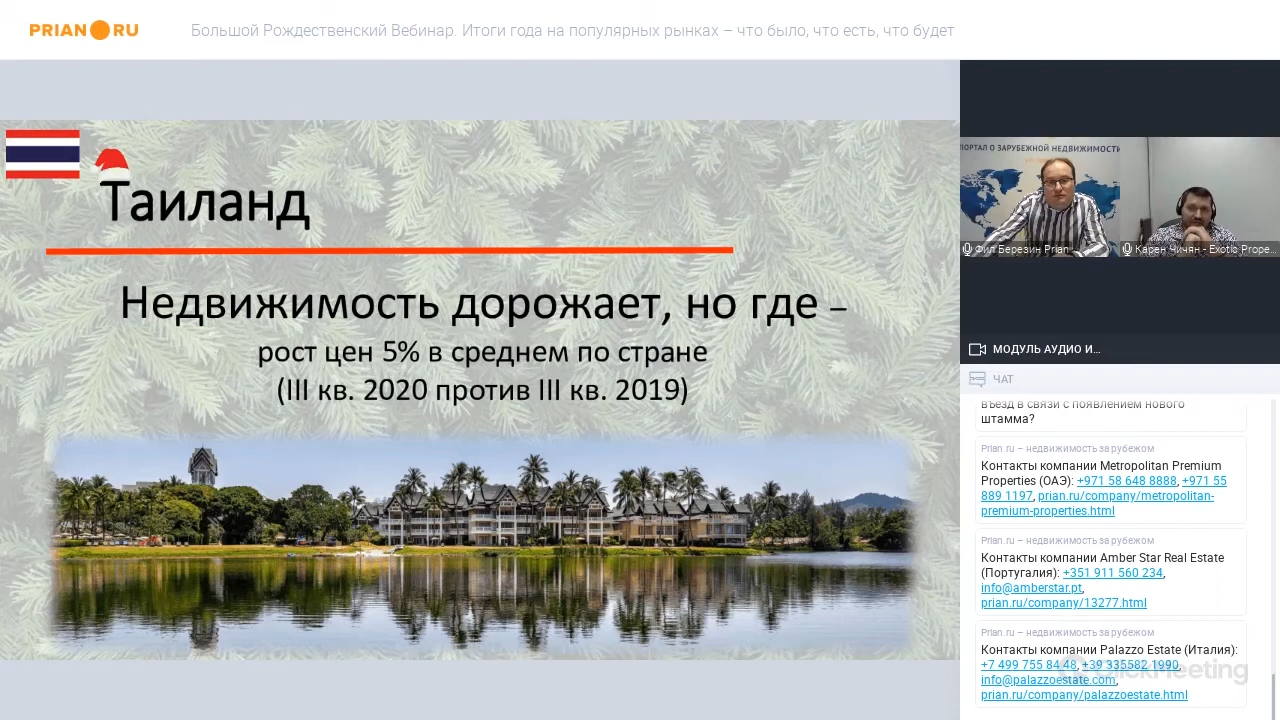 PRIAN RU
Большой Рождественский Вебинар. Итоги года на популярных рынках – что было, что есть, что будет
Таиланд
Недвижимость дорожает, но где –
рост цен 5% в среднем по стране
(III кв. 2020 против III кв. 2019)
ПОРТАЛ О ЗАРУБЕЖНОЙ НЕДВИЖИМОСТИ
Фил Березин Prian
Карен Чичян - Exotic Prope...
МОДУЛЬ АУДИО И...
ЧАТ
въезд в связи с появлением нового
штамма?
Prian.ru – недвижимость за рубежом
Контакты компании Metropolitan Premium
Properties (ОАЭ): +971 58 648 8888, +971 55
889 1197, prian.ru/company/metropolitan-
premium-properties.html
Prian.ru – недвижимость за рубежом
Контакты компании Amber Star Real Estate
(Португалия): +351 911 560 234,
info@amberstar.pt,
prian.ru/company/13277.html
Prian.ru – недвижимость за рубежом
Контакты компании Palazzo Estate (Италия):
+7 499 755 84 48, +39 335582 1990,
info@palazzoestate.com,
prian.ru/company/palazzoestate.html
ClickMeeting